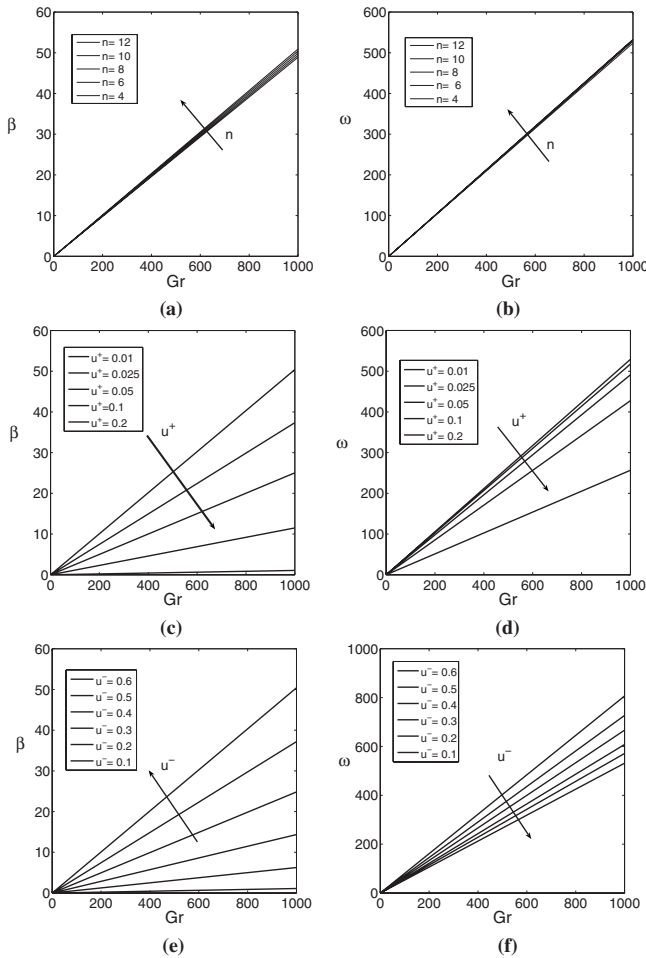 60
50
40
30
20
10
0
β
n= 12
n= 10
n= 8
n= 6
n= 4
n
0 200 400 600 800 1000
Gr
(a)
600
500
400
300
200
100
0
ω
n= 12
n= 10
n= 8
n= 6
n= 4
n
0 200 400 600 800 1000
Gr
(b)
60
50
40
30
20
10
0
β
u⁺= 0.01
u⁺= 0.025
u⁺= 0.05
u⁺=0.1
u⁺= 0.2
u⁺
0 200 400 600 800 1000
Gr
(c)
600
500
400
300
200
100
0
ω
u⁺= 0.01
u⁺= 0.025
u⁺= 0.05
u⁺= 0.1
u⁺= 0.2
u⁺
0 200 400 600 800 1000
Gr
(d)
60
50
40
30
20
10
0
β
u⁻= 0.6
u⁻= 0.5
u⁻= 0.4
u⁻= 0.3
u⁻= 0.2
u⁻= 0.1
u⁻
0 200 400 600 800 1000
Gr
(e)
1000
800
600
400
200
0
ω
u⁻= 0.6
u⁻= 0.5
u⁻= 0.4
u⁻= 0.3
u⁻= 0.2
u⁻= 0.1
u⁻
0 200 400 600 800 1000
Gr
(f)